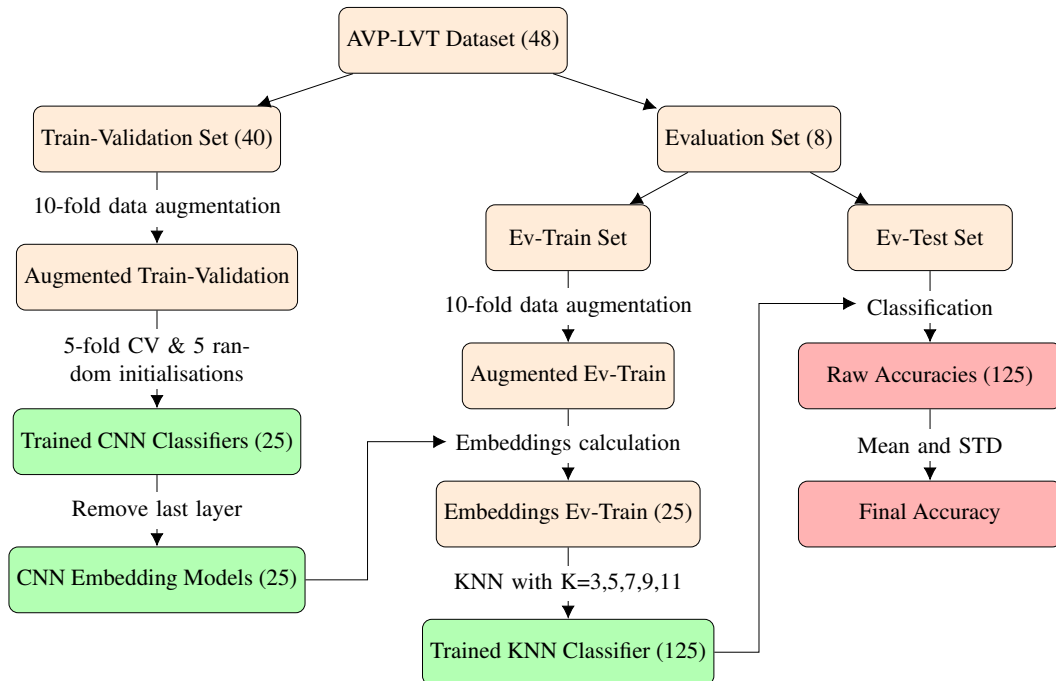 AVP-LVT Dataset (48)
Train-Validation Set (40)
Evaluation Set (8)
10-fold data augmentation
Ev-Train Set
Ev-Test Set
Augmented Train-Validation
10-fold data augmentation
Classification
5-fold CV & 5 ran-
dom initialisations
Augmented Ev-Train
Raw Accuracies (125)
Trained CNN Classifiers (25)
Embeddings calculation
Mean and STD
Remove last layer
Embeddings Ev-Train (25)
Final Accuracy
CNN Embedding Models (25)
KNN with K=3,5,7,9,11
Trained KNN Classifier (125)